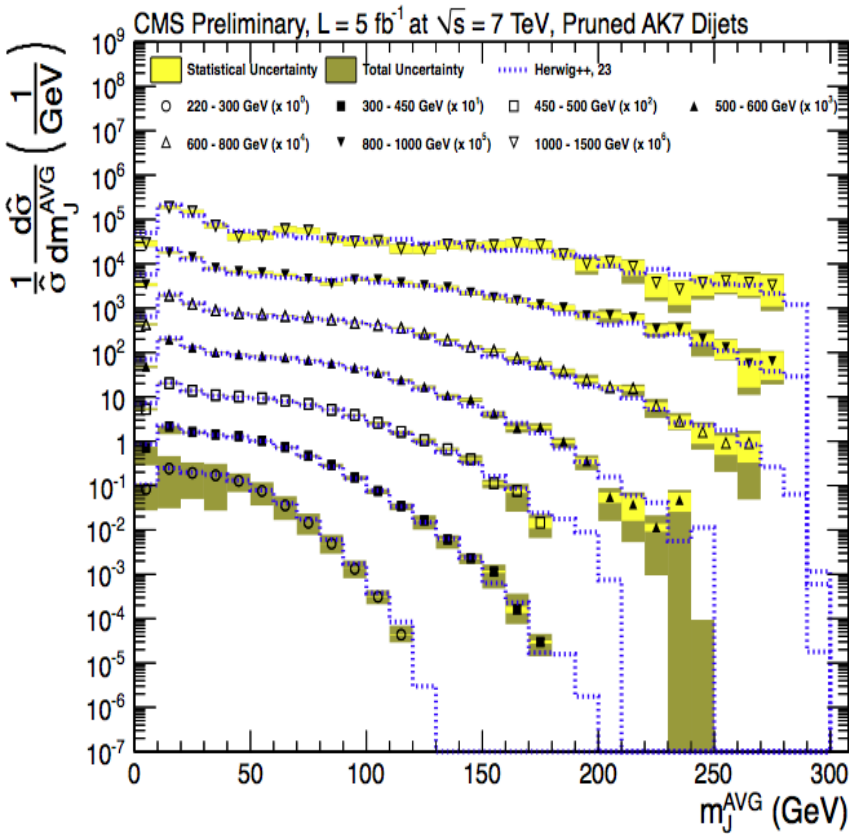 CMS Preliminary, L = 5 fb⁻¹ at √s = 7 TeV, Pruned AK7 Dijets
Statistical Uncertainty Total Uncertainty Herwig++, 23
220 - 300 GeV (x 10⁰) 300 - 450 GeV (x 10¹) 450 - 500 GeV (x 10²) 500 - 600 GeV (x 10³)
600 - 800 GeV (x 10⁴) 800 - 1000 GeV (x 10⁵) 1000 - 1500 GeV (x 10⁶)
1/σ̂ dσ̂/dm_J^AVG (1/GeV)
10⁹
10⁸
10⁷
10⁶
10⁵
10⁴
10³
10²
10
1
10⁻¹
10⁻²
10⁻³
10⁻⁴
10⁻⁵
10⁻⁶
10⁻⁷
0 50 100 150 200 250 300
m_J^AVG (GeV)